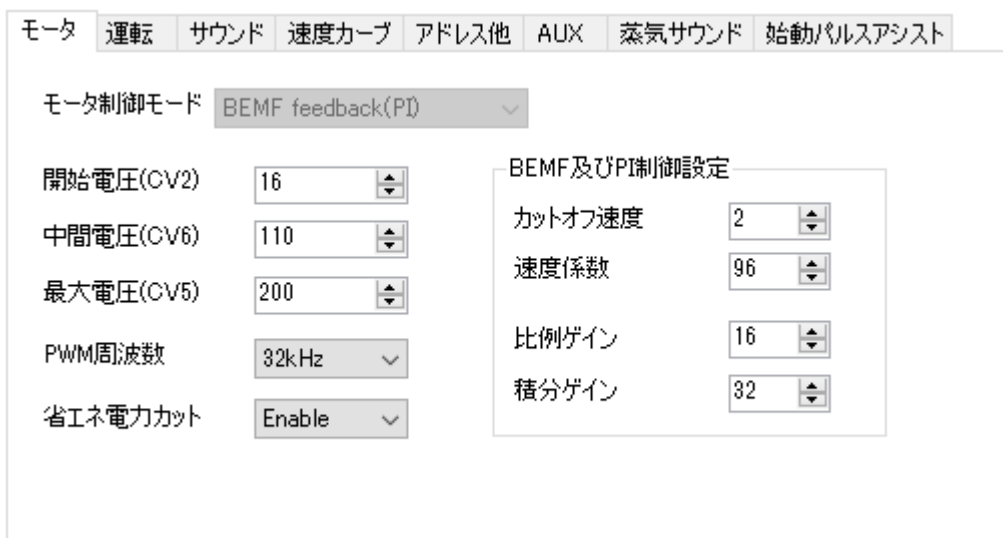 モータ 運転 サウンド 速度カーブ アドレス他 AUX 蒸気サウンド 始動パルスアシスト
モータ制御モード BEMF feedback(PI)
開始電圧(CV2) 16
中間電圧(CV6) 110
最大電圧(CV5) 200
PWM周波数 32kHz
省エネ電力カット Enable
BEMF及びPI制御設定
カットオフ速度 2
速度係数 96
比例ゲイン 16
積分ゲイン 32